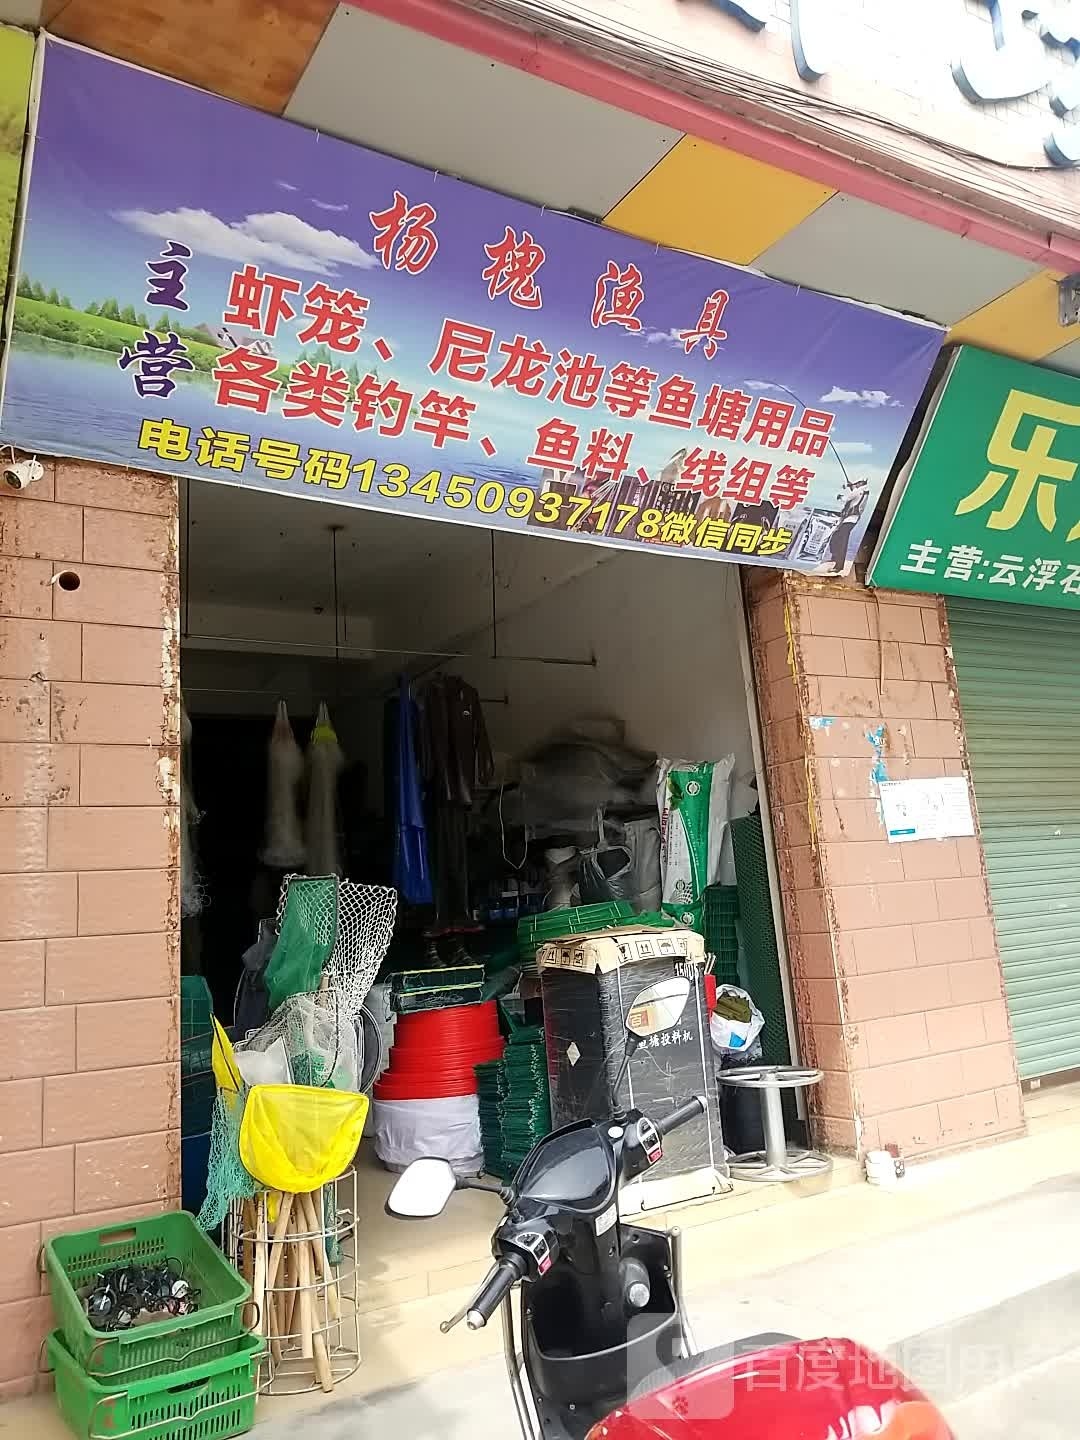 杨槐渔具
主营
虾笼、尼龙池等鱼塘用品
各类钓竿、鱼料、线组等
电话号码13450937178微信同步
乐
主营:云浮石
鱼塘投料机
百度地图